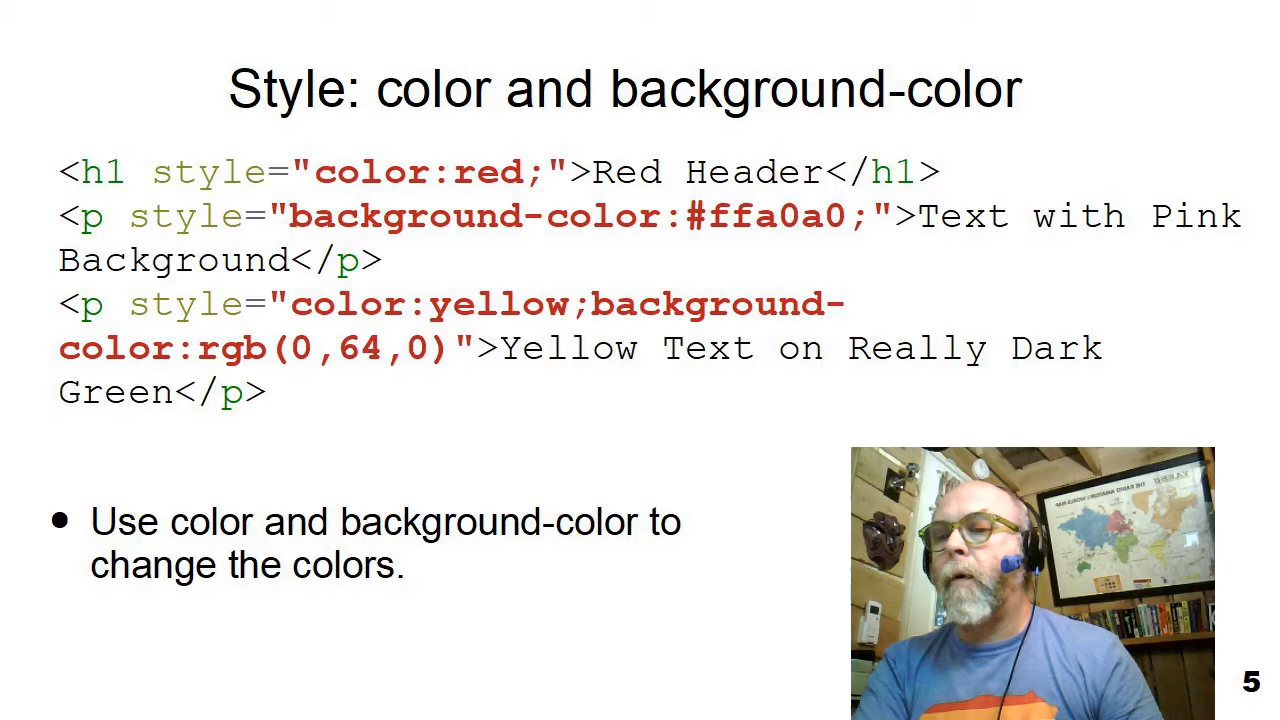 Style: color and background-color
<h1 style="color:red;">Red Header</h1>
<p style="background-color:#ffa0a0;">Text with Pink
Background</p>
<p style="color:yellow;background-
color:rgb(0,64,0)">Yellow Text on Really Dark
Green</p>
● Use color and background-color to
change the colors.
5